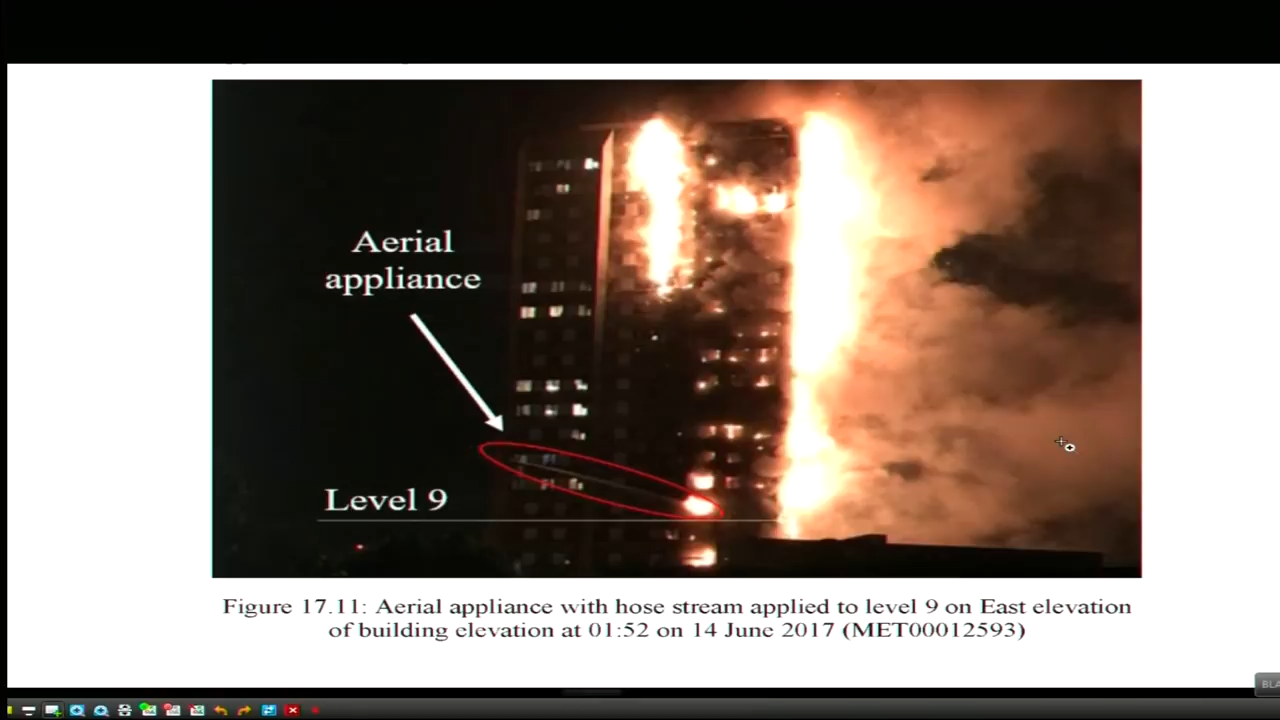 Aerial
appliance
Level 9
Figure 17.11: Aerial appliance with hose stream applied to level 9 on East elevation
of building elevation at 01:52 on 14 June 2017 (MET00012593)